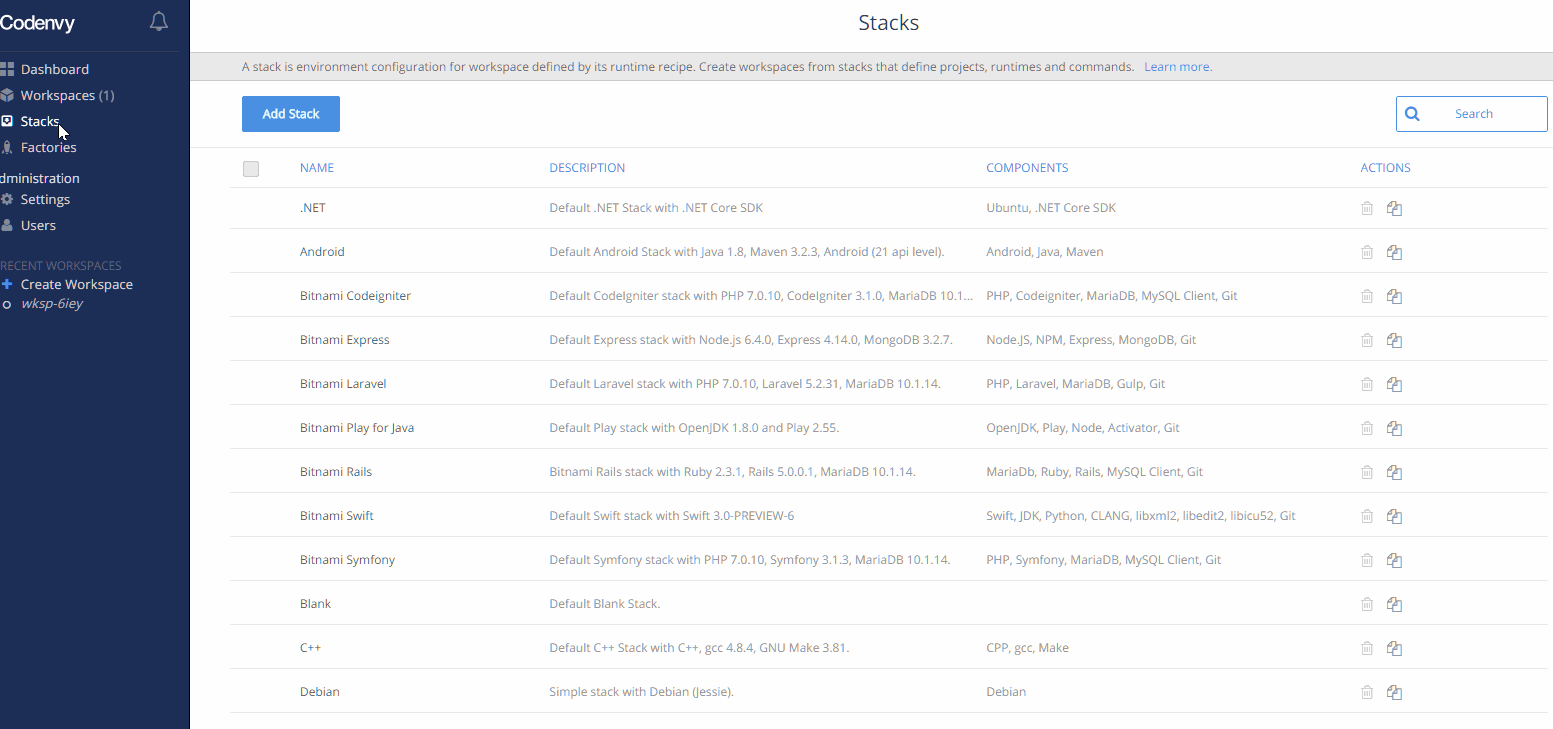 Codenvy
Dashboard
Workspaces (1)
Stacks
Factories
dministration
Settings
Users
RECENT WORKSPACES
Create Workspace
wksp-6iey
Stacks
A stack is environment configuration for workspace defined by its runtime recipe. Create workspaces from stacks that define projects, runtimes and commands. Learn more.
Add Stack
Search
NAME DESCRIPTION COMPONENTS ACTIONS
.NET Default .NET Stack with .NET Core SDK Ubuntu, .NET Core SDK
Android Default Android Stack with Java 1.8, Maven 3.2.3, Android (21 api level). Android, Java, Maven
Bitnami Codeigniter Default CodeIgniter stack with PHP 7.0.10, CodeIgniter 3.1.0, MariaDB 10.1... PHP, Codeigniter, MariaDB, MySQL Client, Git
Bitnami Express Default Express stack with Node.js 6.4.0, Express 4.14.0, MongoDB 3.2.7. Node.JS, NPM, Express, MongoDB, Git
Bitnami Laravel Default Laravel stack with PHP 7.0.10, Laravel 5.2.31, MariaDB 10.1.14. PHP, Laravel, MariaDB, Gulp, Git
Bitnami Play for Java Default Play stack with OpenJDK 1.8.0 and Play 2.55. OpenJDK, Play, Node, Activator, Git
Bitnami Rails Bitnami Rails stack with Ruby 2.3.1, Rails 5.0.0.1, MariaDB 10.1.14. MariaDb, Ruby, Rails, MySQL Client, Git
Bitnami Swift Default Swift stack with Swift 3.0-PREVIEW-6 Swift, JDK, Python, CLANG, libxml2, libedit2, libicu52, Git
Bitnami Symfony Default Symfony stack with PHP 7.0.10, Symfony 3.1.3, MariaDB 10.1.14. PHP, Symfony, MariaDB, MySQL Client, Git
Blank Default Blank Stack.
C++ Default C++ Stack with C++, gcc 4.8.4, GNU Make 3.81. CPP, gcc, Make
Debian Simple stack with Debian (Jessie). Debian